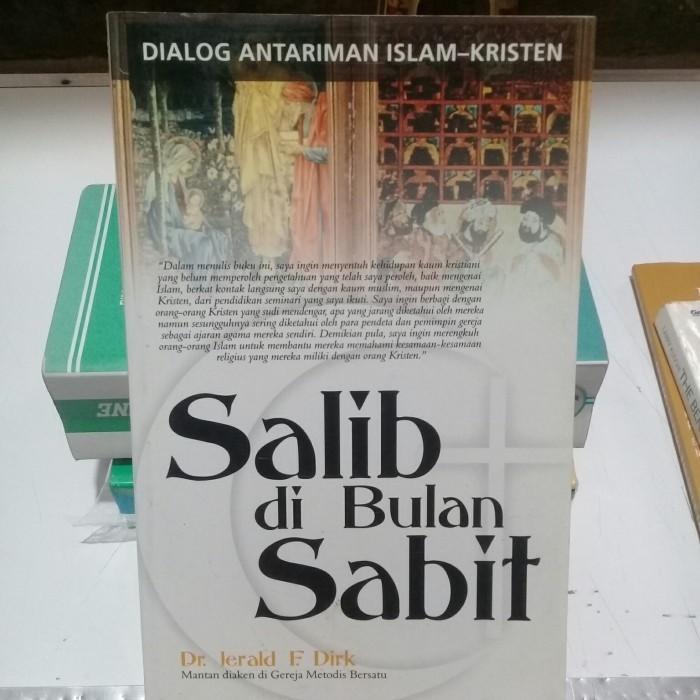 DIALOG ANTARIMAN ISLAM–KRISTEN
"Dalam menulis buku ini, saya ingin menyentuh kehidupan kaum kristiani
yang belum memperoleh pengetahuan yang telah saya peroleh, baik mengenai
Islam, berkat kontak langsung saya dengan kaum muslim, maupun mengenai
Kristen, dari pendidikan seminari yang saya ikuti. Saya ingin berbagi dengan
orang-orang Kristen yang sudi mendengar, apa yang jarang diketahui oleh mereka
namun sesungguhnya sering diketahui oleh para pendeta dan pemimpin gereja
sebagai ajaran agama mereka sendiri. Demikian pula, saya ingin merengkuh
orang-orang Islam untuk membantu mereka memahami kesamaan-kesamaan
religius yang mereka miliki dengan orang Kristen."
Salib
di Bulan
Sabit
Dr. Jerald F. Dirk
Mantan diaken di Gereja Metodis Bersatu